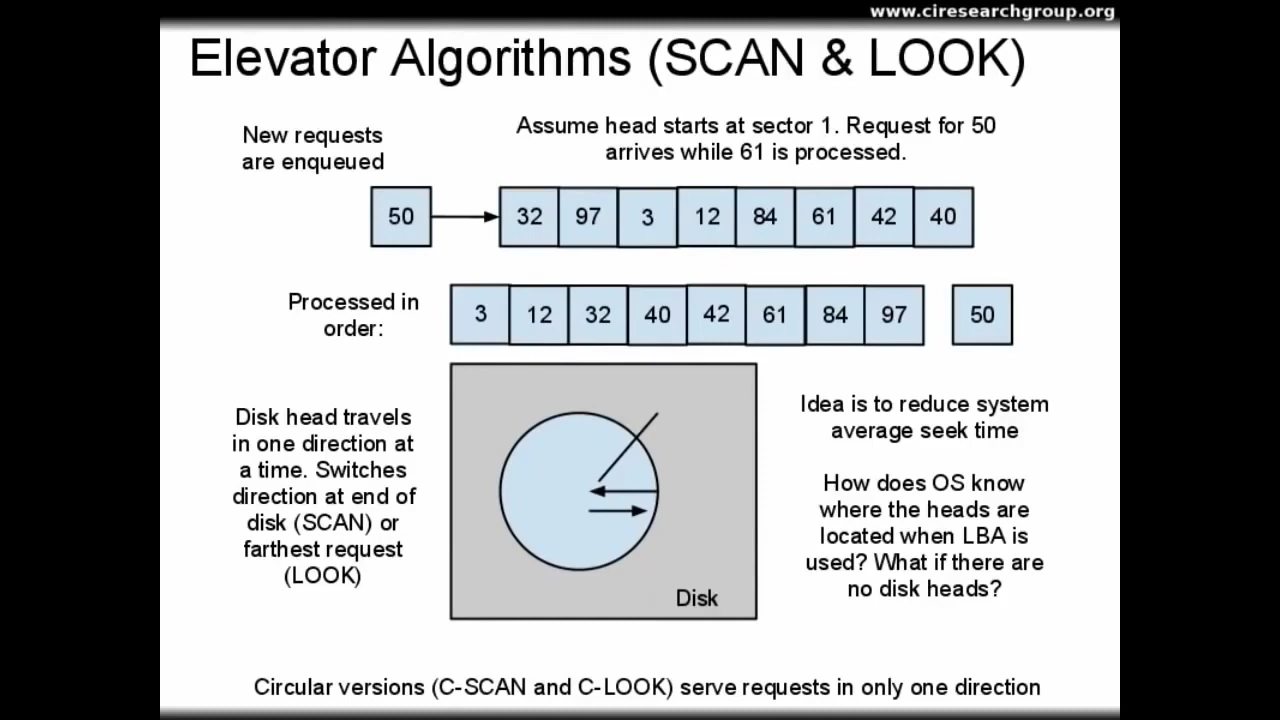 www.ciresearchgroup.org
Elevator Algorithms (SCAN & LOOK)
New requests
are enqueued
Assume head starts at sector 1. Request for 50
arrives while 61 is processed.
50 32 97 3 12 84 61 42 40
Processed in
order:
3 12 32 40 42 61 84 97 50
Disk head travels
in one direction at
a time. Switches
direction at end of
disk (SCAN) or
farthest request
(LOOK)
Disk
Idea is to reduce system
average seek time
How does OS know
where the heads are
located when LBA is
used? What if there are
no disk heads?
Circular versions (C-SCAN and C-LOOK) serve requests in only one direction